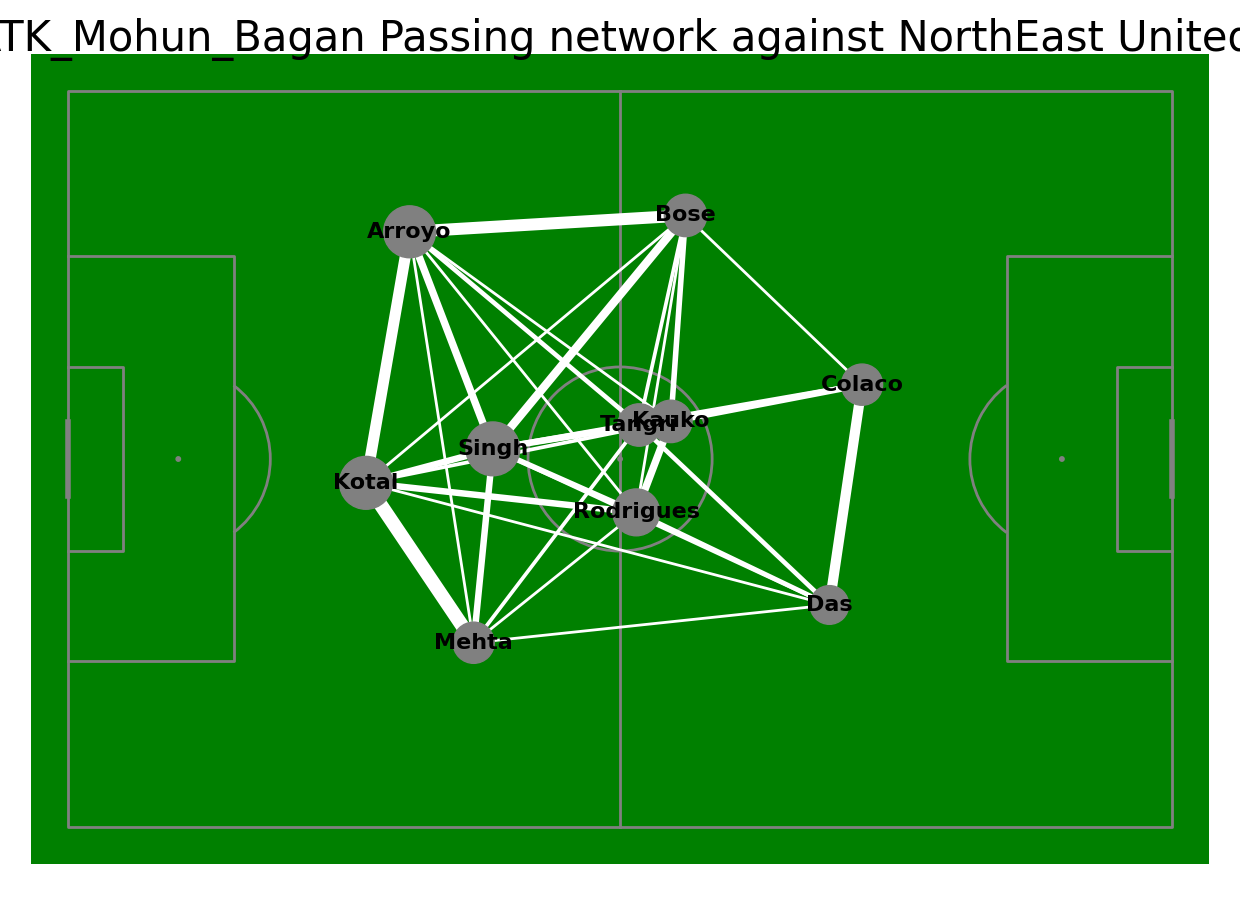 TK_Mohun_Bagan Passing network against NorthEast United
Bose
Arroyo
Colaco
Kauko
Tangri
Singh
Kotal
Rodrigues
Das
Mehta